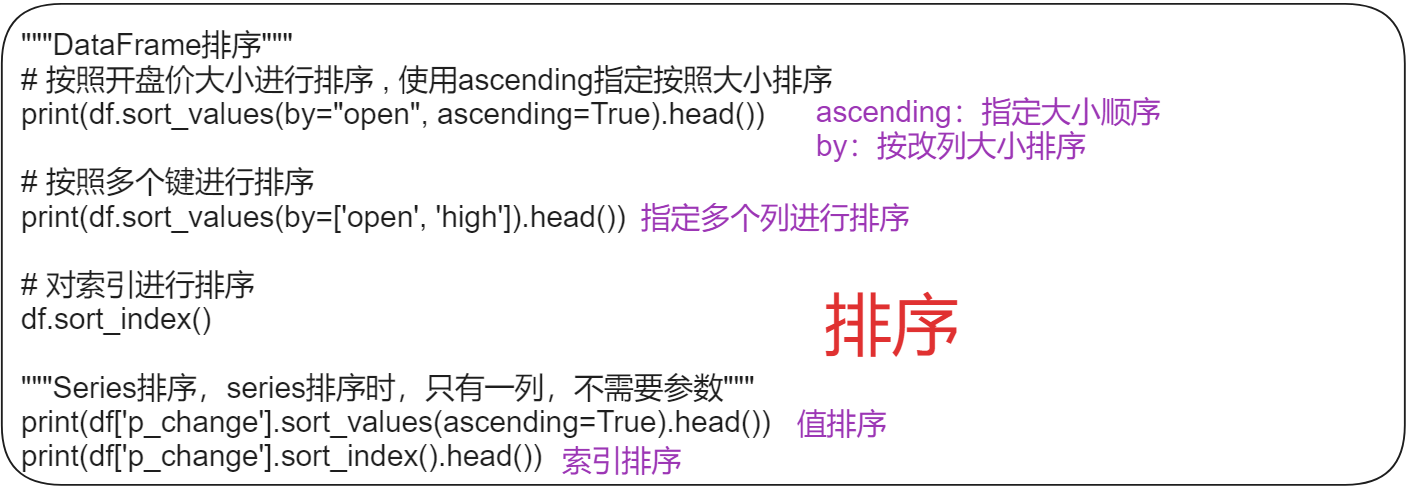 """DataFrame排序"""
# 按照开盘价大小进行排序 , 使用ascending指定按照大小排序
print(df.sort_values(by="open", ascending=True).head())
ascending：指定大小顺序
by：按改列大小排序
# 按照多个键进行排序
print(df.sort_values(by=['open', 'high']).head()) 指定多个列进行排序
# 对索引进行排序
df.sort_index()
排序
"""Series排序，series排序时，只有一列，不需要参数"""
print(df['p_change'].sort_values(ascending=True).head()) 值排序
print(df['p_change'].sort_index().head()) 索引排序